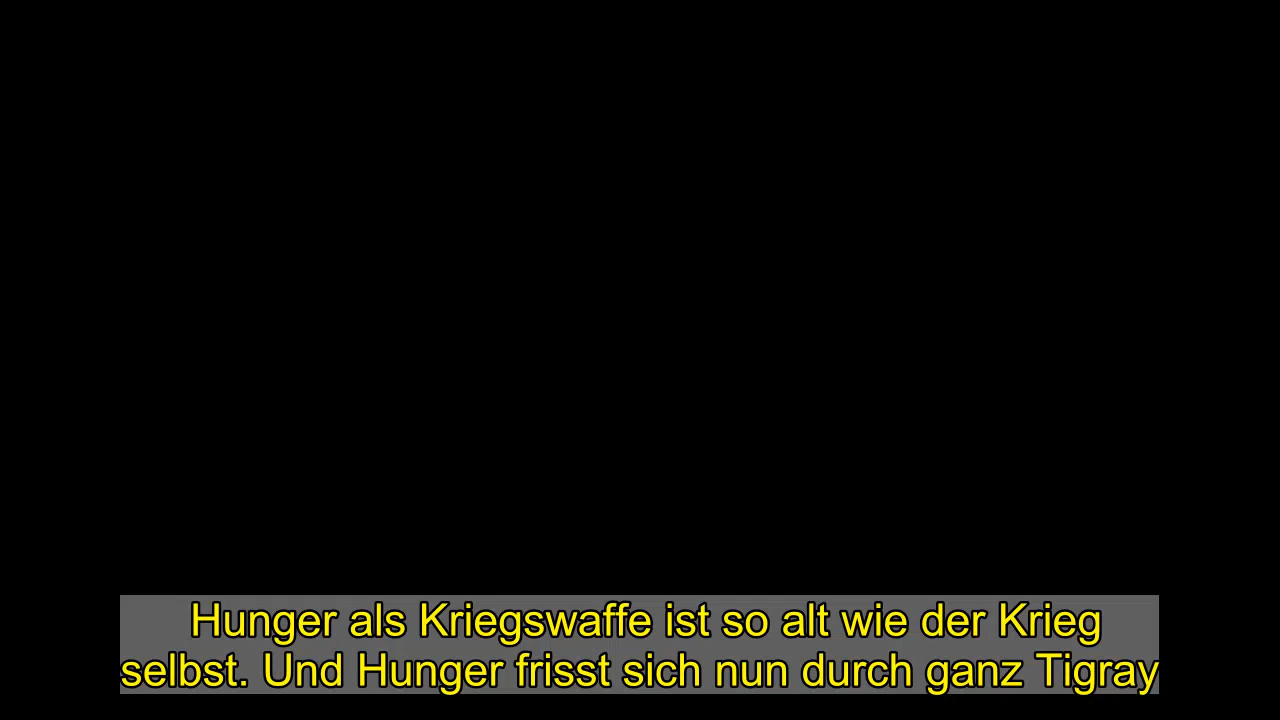 Hunger als Kriegswaffe ist so alt wie der Krieg
selbst. Und Hunger frisst sich nun durch ganz Tigray